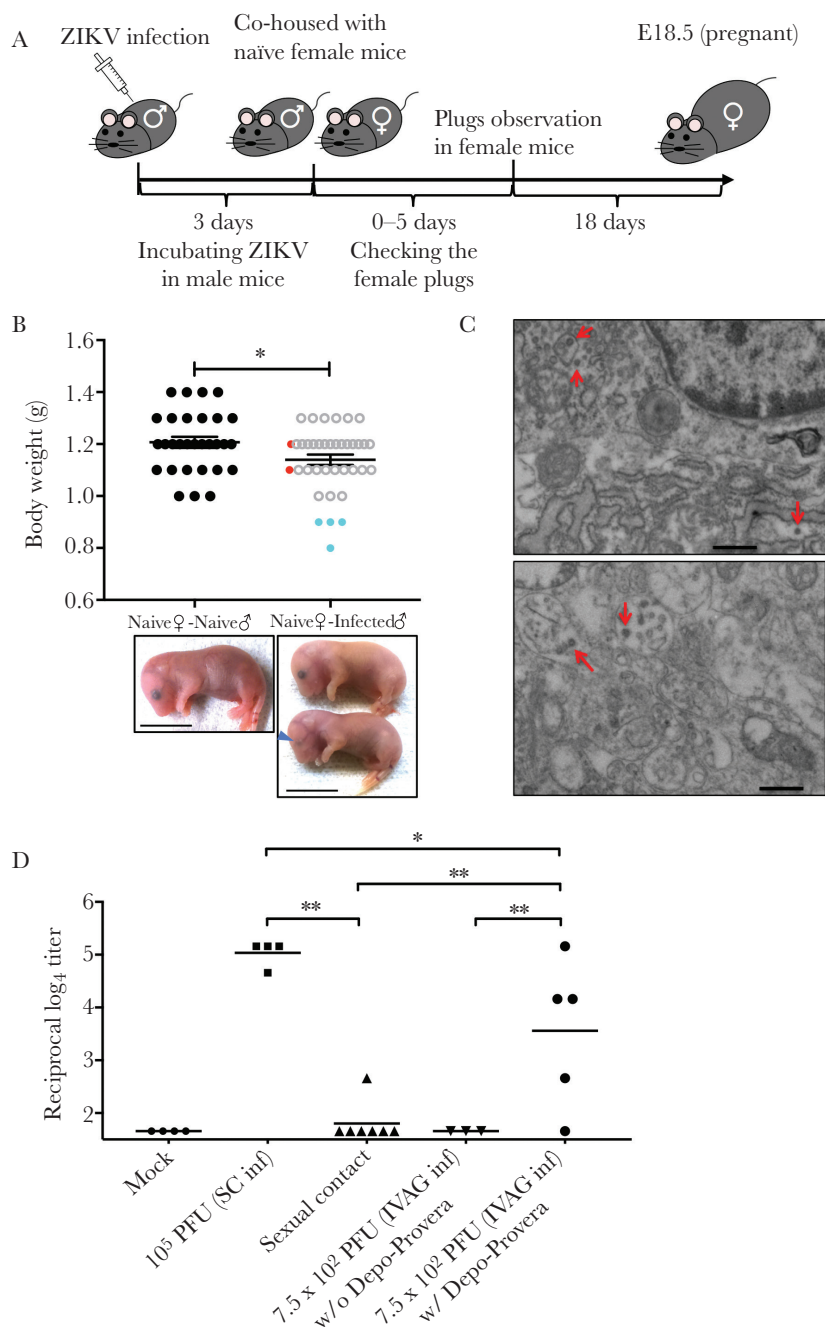 A
ZIKV infection
Co-housed with
naïve female mice
E18.5 (pregnant)
♂
♂
♀
♀
Plugs observation
in female mice
3 days
0–5 days
18 days
Incubating ZIKV
in male mice
Checking the
female plugs
B
*
Body weight (g)
1.6
1.4
1.2
1.0
0.8
0.6
Naive♀-Naive♂
Naive♀-Infected♂
C
D
*
**
**
**
Reciprocal log₄ titer
6
5
4
3
2
Mock
10⁵ PFU (SC inf)
Sexual contact
7.5 x 10² PFU (IVAG inf)
w/o Depo-Provera
7.5 x 10² PFU (IVAG inf)
w/ Depo-Provera